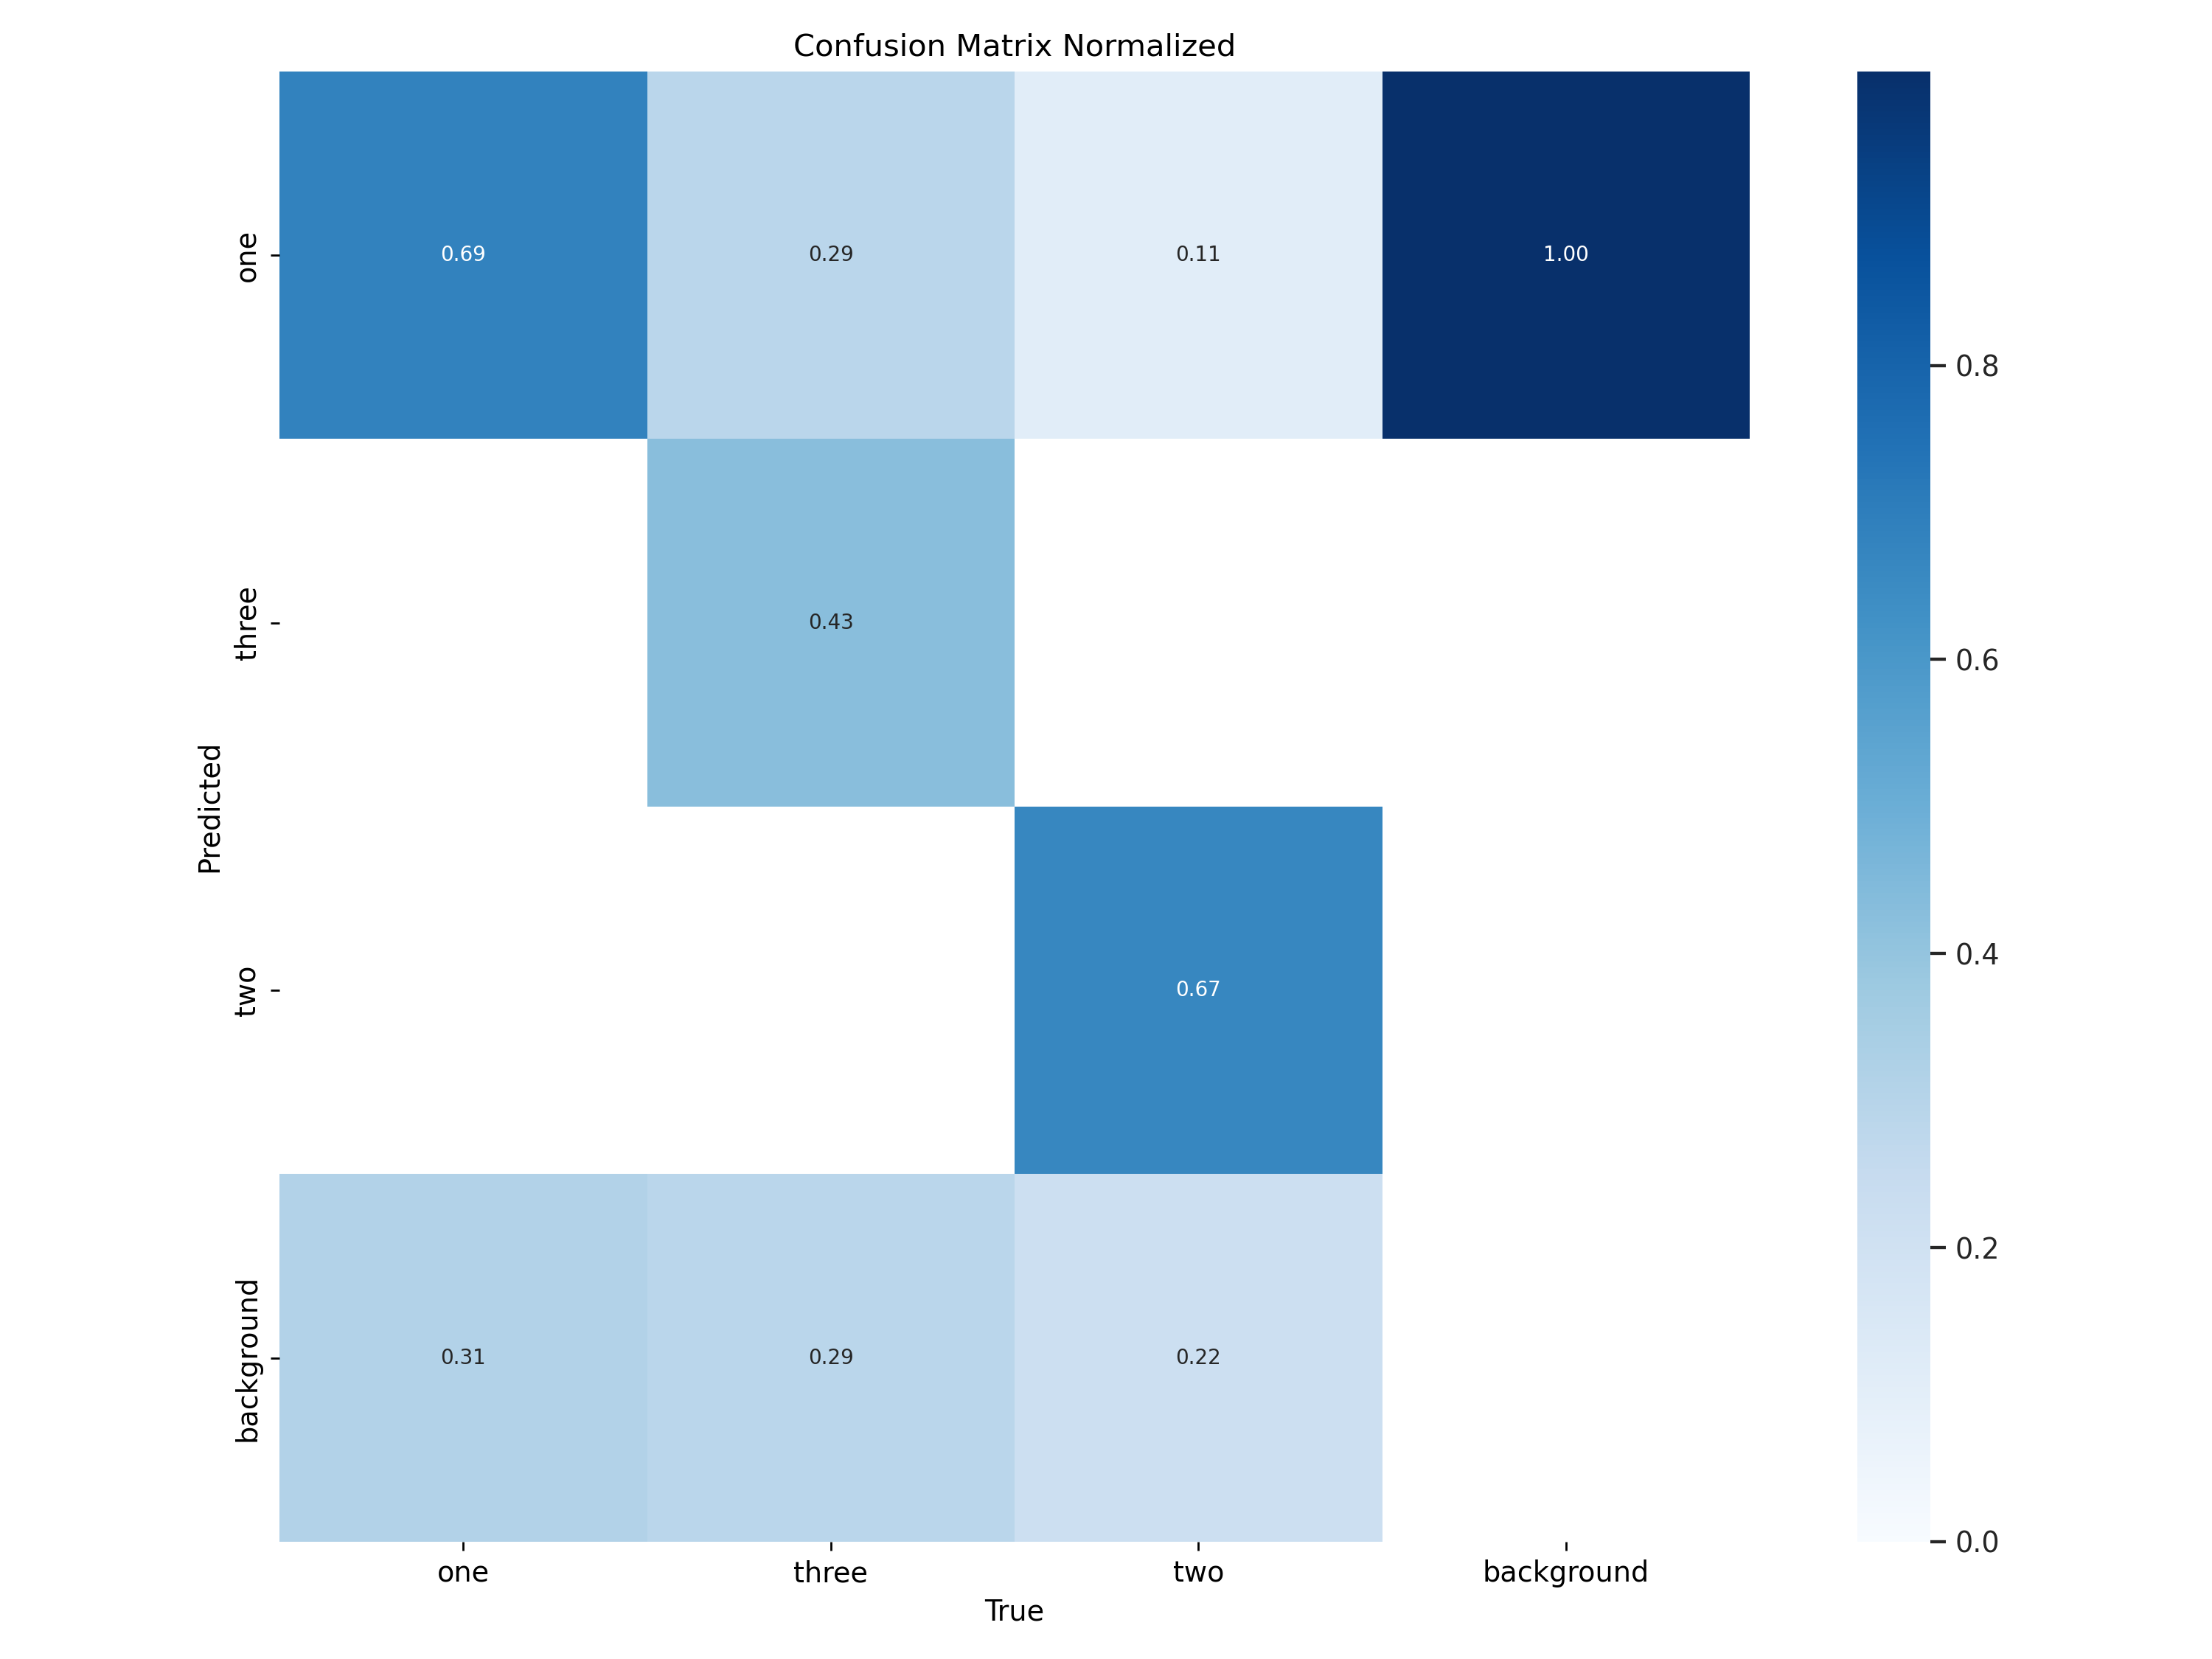 Confusion Matrix Normalized
one
0.69
0.29
0.11
1.00
three
0.43
two
0.67
background
0.31
0.29
0.22
Predicted
one
three
two
background
True
0.8
0.6
0.4
0.2
0.0